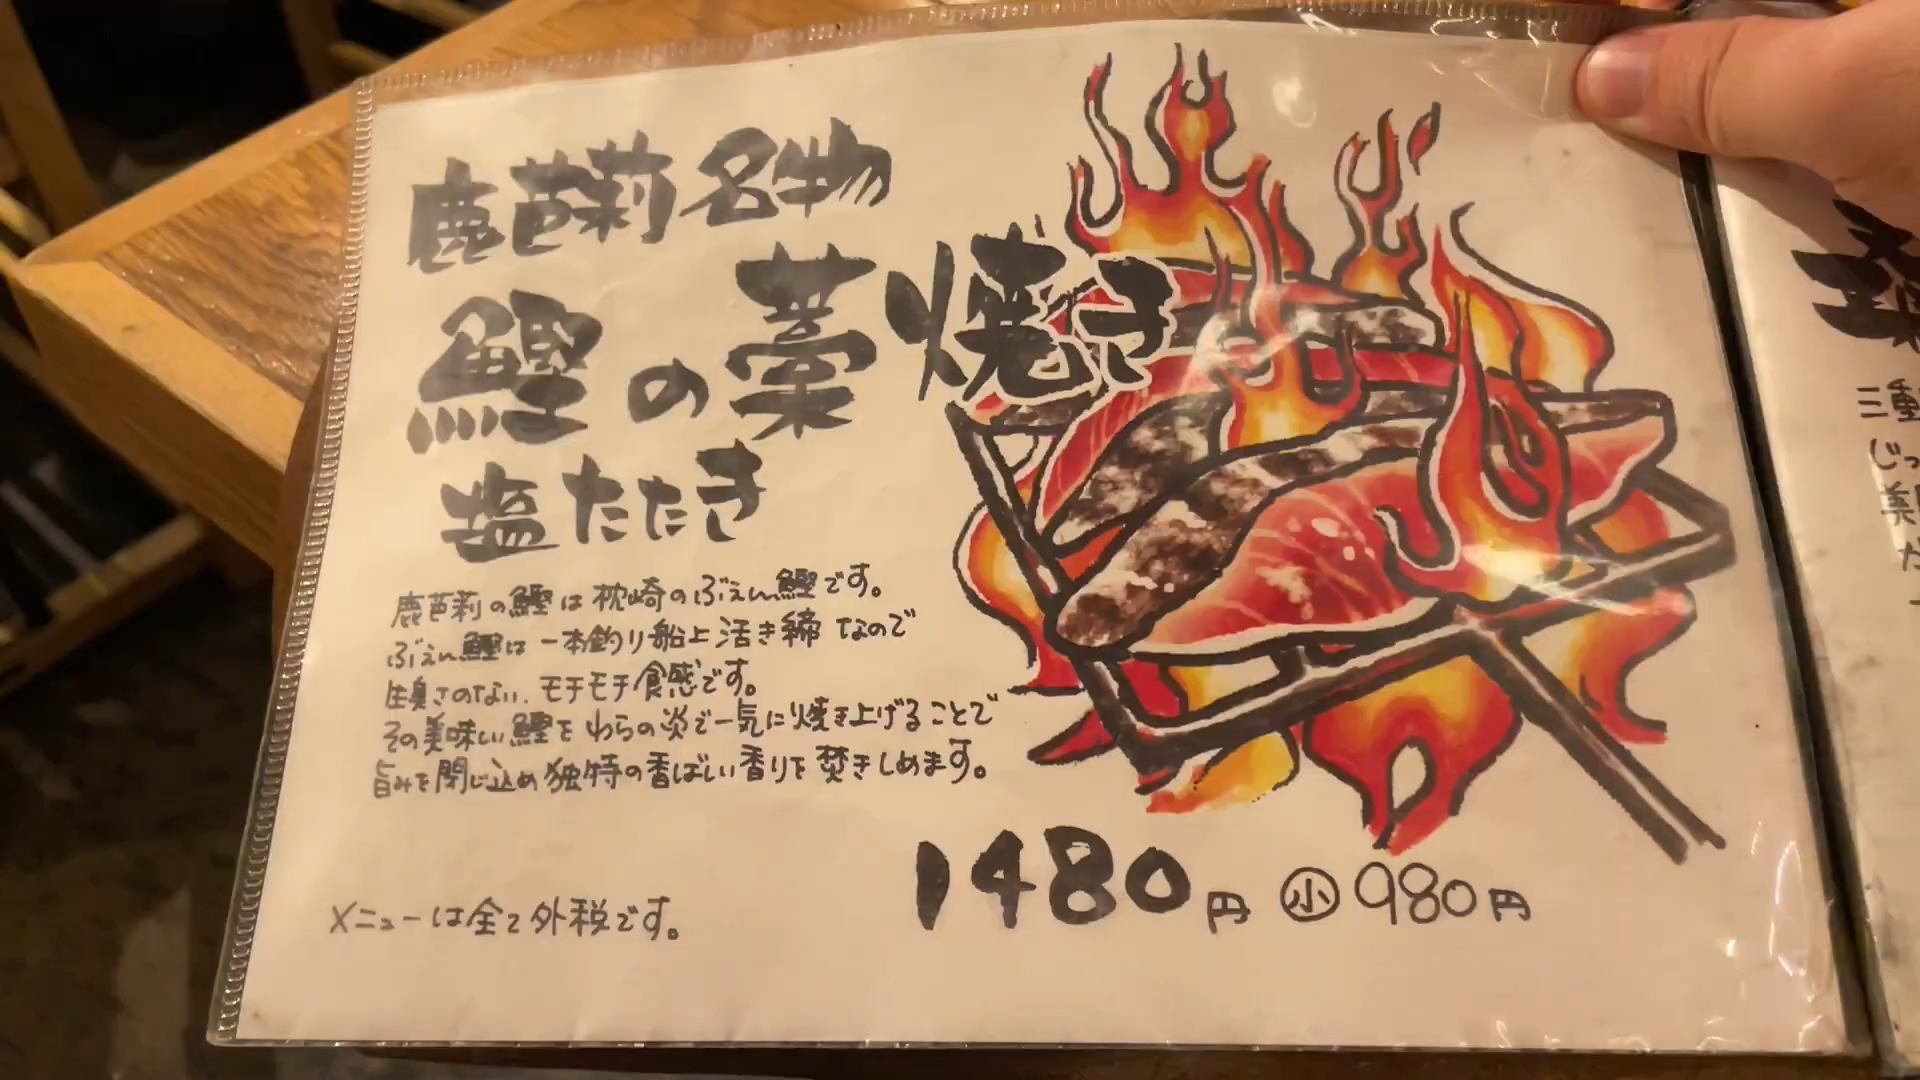 鹿芭莉名物
鰹の藁焼き
塩たたき
鹿芭莉の鰹は枕崎のぶえん鰹です。
ぶえん鰹は一本釣り船上活き締なので
生臭さのない、モチモチ食感です。
その美味しい鰹をわらの炎で一気に焼き上げることで
旨みを閉じ込め独特の香ばしい香りを焚きしめます。
1480円 小 980円
メニューは全て外税です。
三重
じっ
美